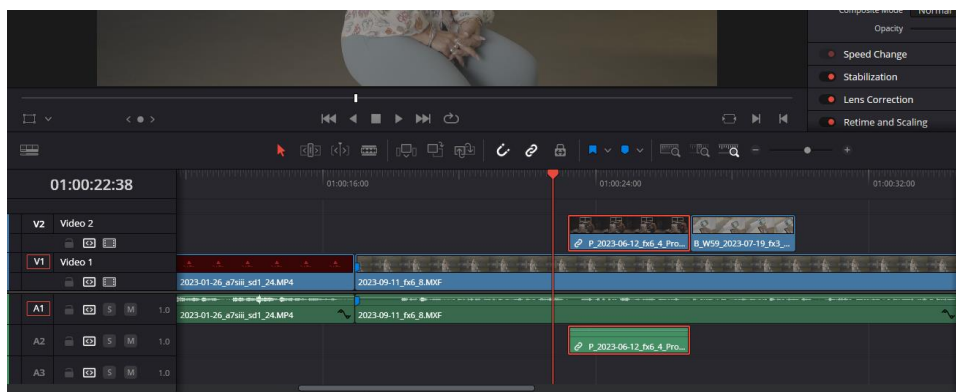 Composite Mode Normal
Opacity
Speed Change
Stabilization
Lens Correction
Retime and Scaling
01:00:22:38
01:00:16:00
01:00:24:00
01:00:32:00
V2 Video 2
P_2023-06-12_fx6_4_Pro...
B_W59_2023-07-19_fx3_...
V1 Video 1
2023-01-26_a7siii_sd1_24.MP4
2023-09-11_fx6_8.MXF
A1 S M 1.0
2023-01-26_a7siii_sd1_24.MP4
2023-09-11_fx6_8.MXF
A2 S M 1.0
P_2023-06-12_fx6_4_Pro...
A3 S M 1.0